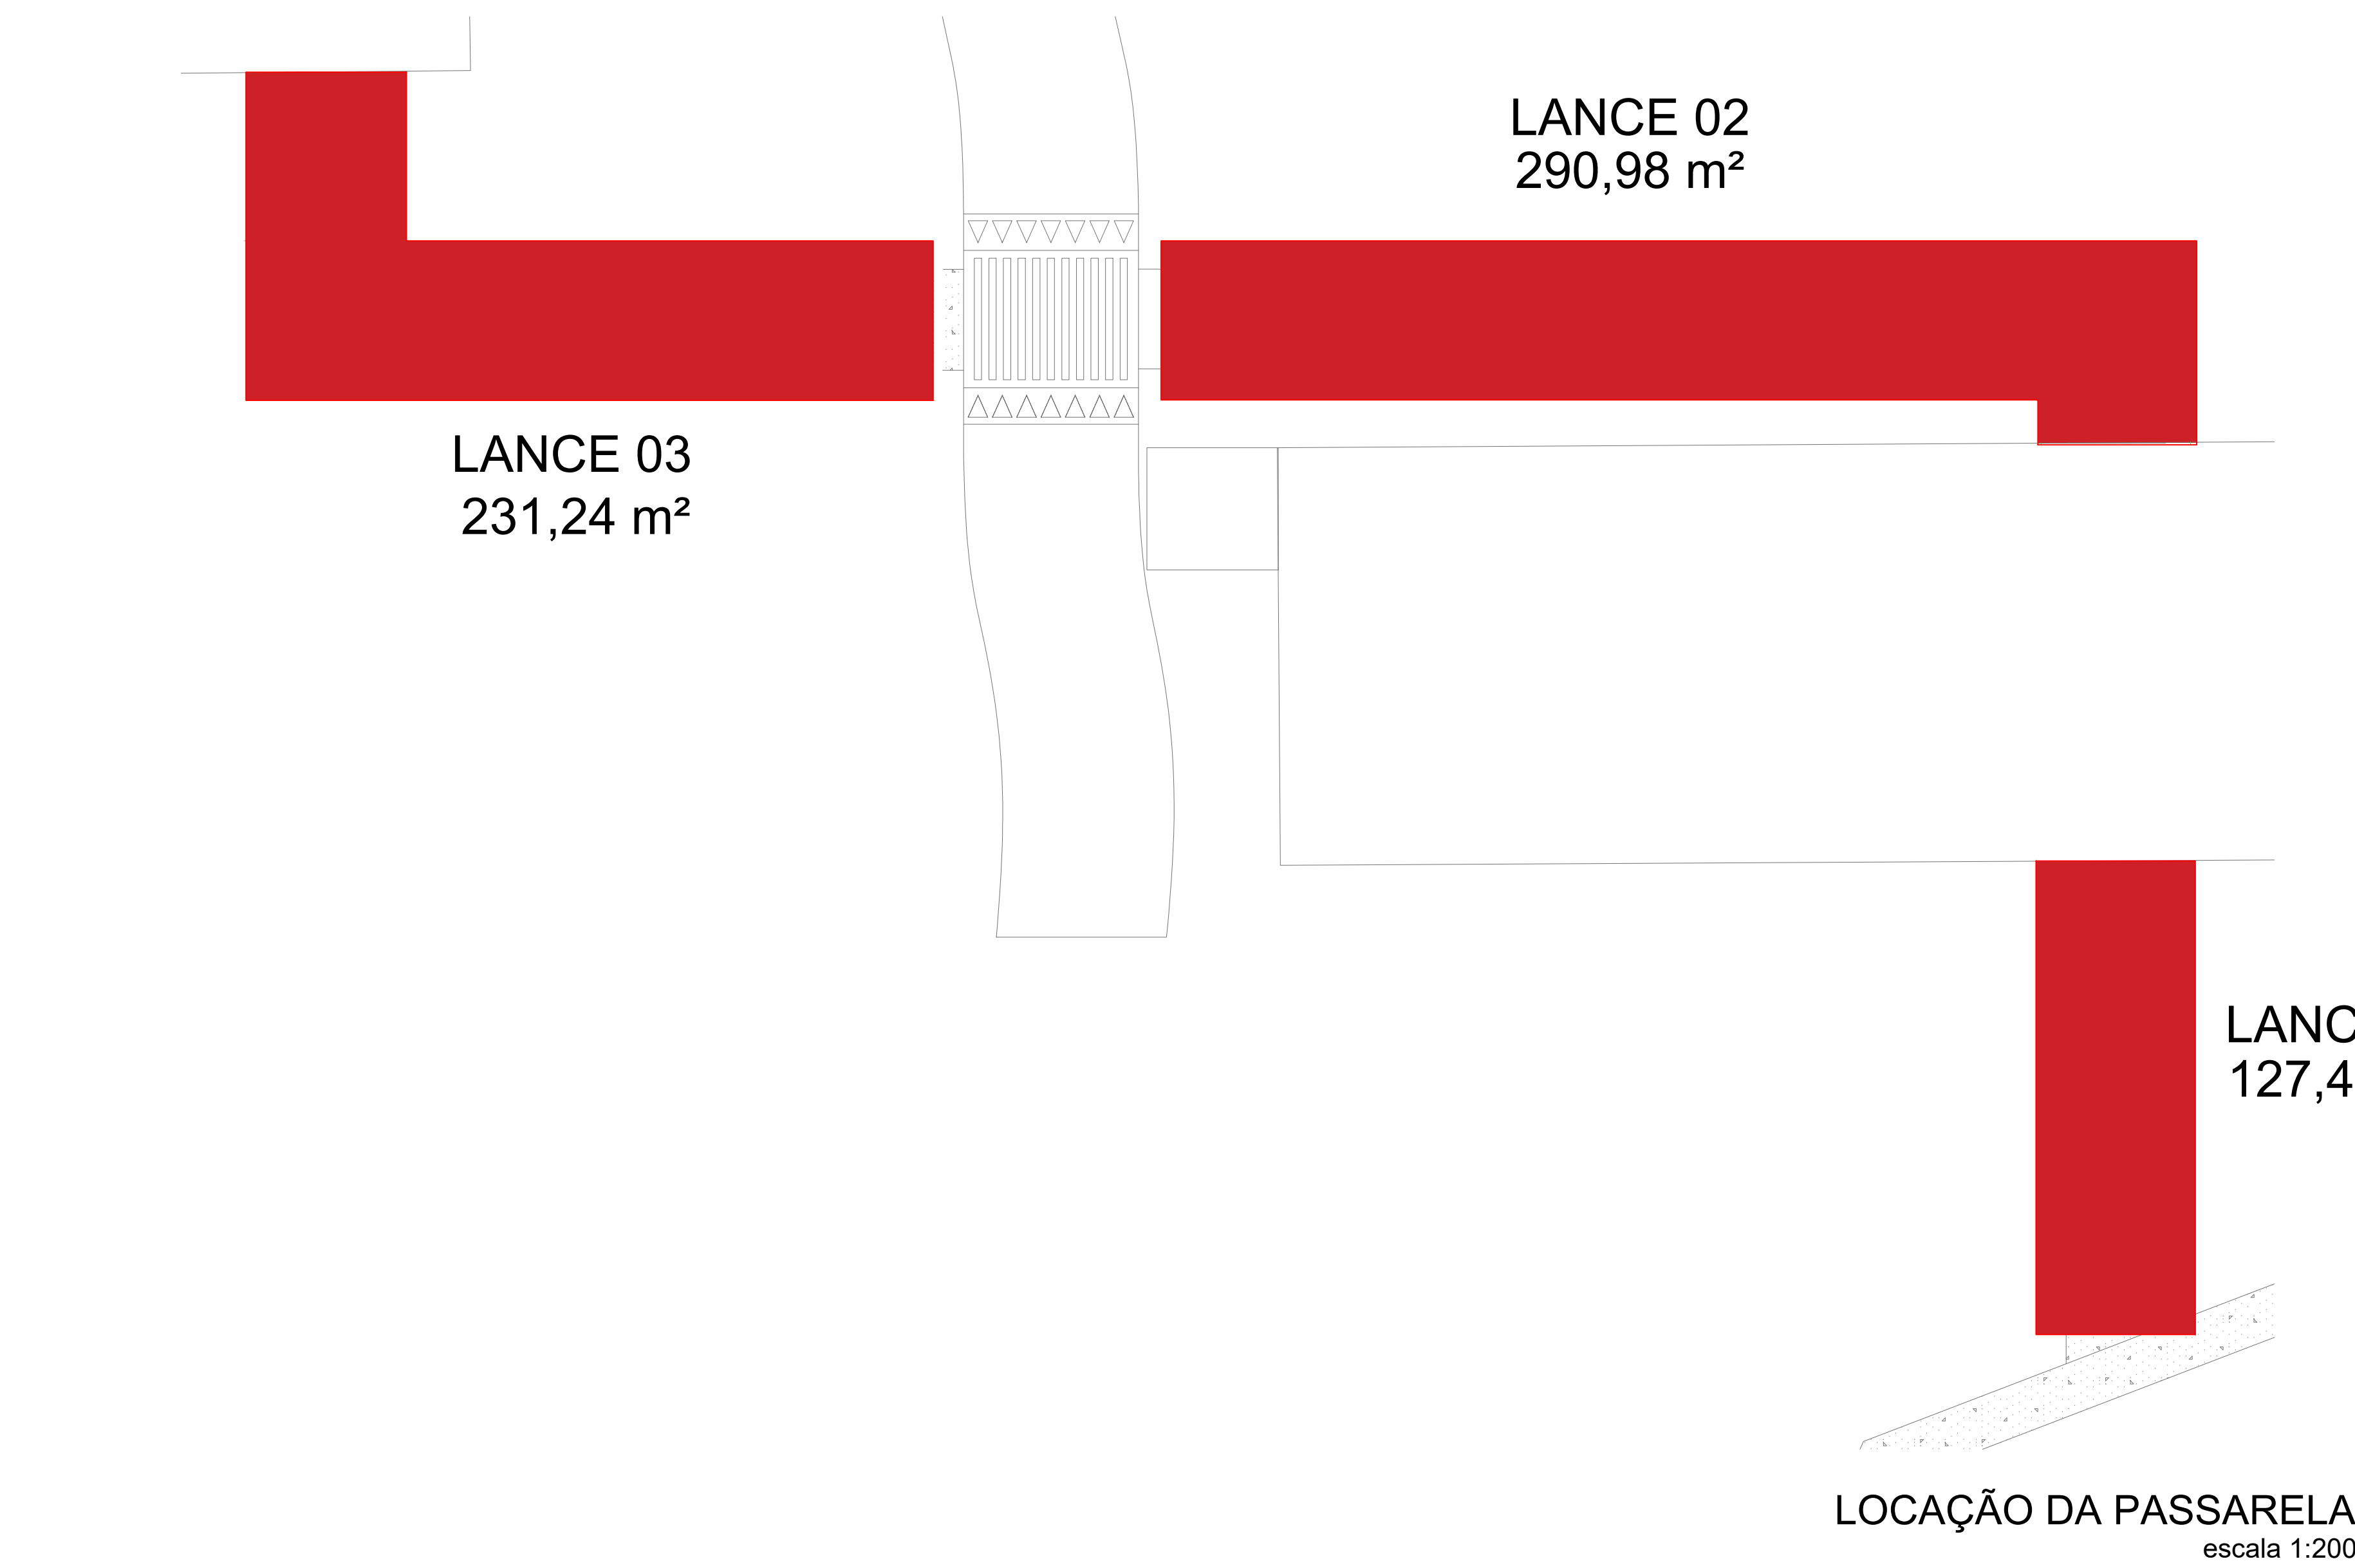 LANCE 02
290,98 m²
LANCE 03
231,24 m²
LANC
127,4
LOCAÇÃO DA PASSARELA
escala 1:200